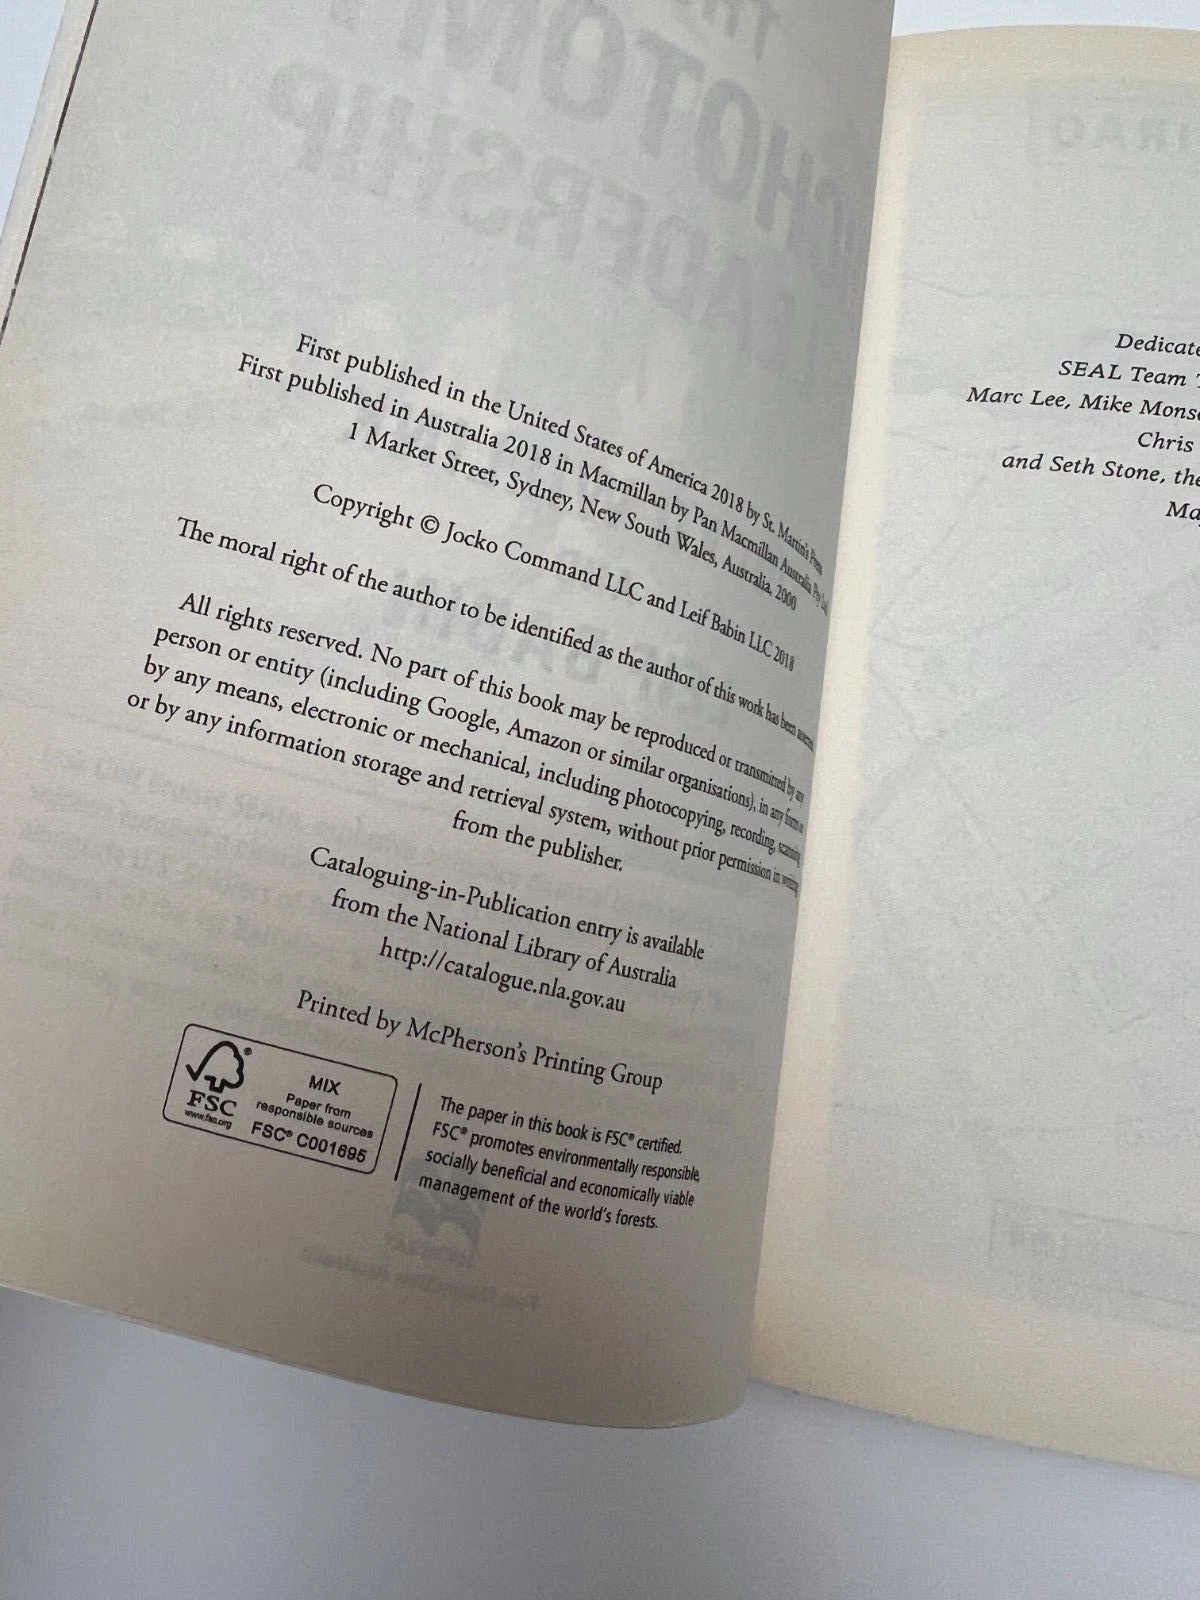 First published in the United States of America 2018 by St. Martin's Press
First published in Australia 2018 in Macmillan by Pan Macmillan Australia Pty Ltd
1 Market Street, Sydney, New South Wales, Australia, 2000
Copyright © Jocko Command LLC and Leif Babin LLC 2018
The moral right of the author to be identified as the author of this work has been asserted
All rights reserved. No part of this book may be reproduced or transmitted by any
person or entity (including Google, Amazon or similar organisations), in any form or
by any means, electronic or mechanical, including photocopying, recording, scanning
or by any information storage and retrieval system, without prior permission in writing
from the publisher.
Cataloguing-in-Publication entry is available
from the National Library of Australia
http://catalogue.nla.gov.au
Printed by McPherson's Printing Group
FSC®
www.fsc.org
MIX
Paper from
responsible sources
FSC® C001695
The paper in this book is FSC® certified.
FSC® promotes environmentally responsible,
socially beneficial and economically viable
management of the world's forests.
Dedicate
SEAL Team
Marc Lee, Mike Monso
Chris
and Seth Stone, the
Ma